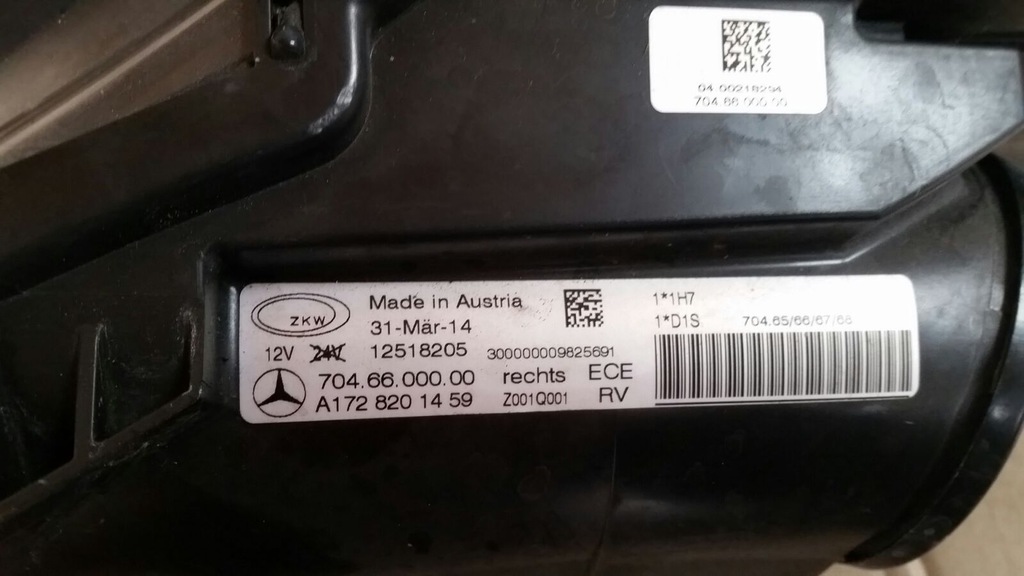 04 00218294
704.66.000.00
ZKW
Made in Austria
31-Mär-14
12V 24V 12518205 300000009825691
704.66.000.00 rechts ECE
A172 820 14 59 Z001Q001 RV
1*1H7
1*D1S 704.65/66/67/68